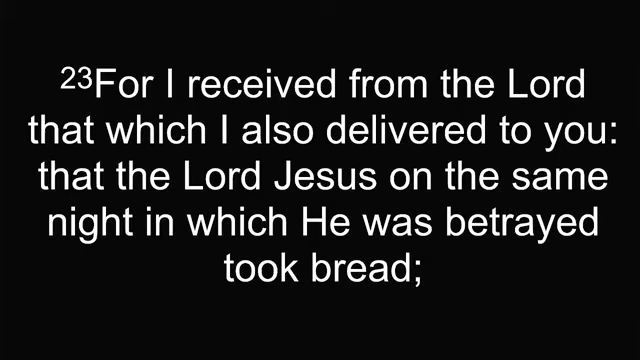 ²³For I received from the Lord
that which I also delivered to you:
that the Lord Jesus on the same
night in which He was betrayed
took bread;